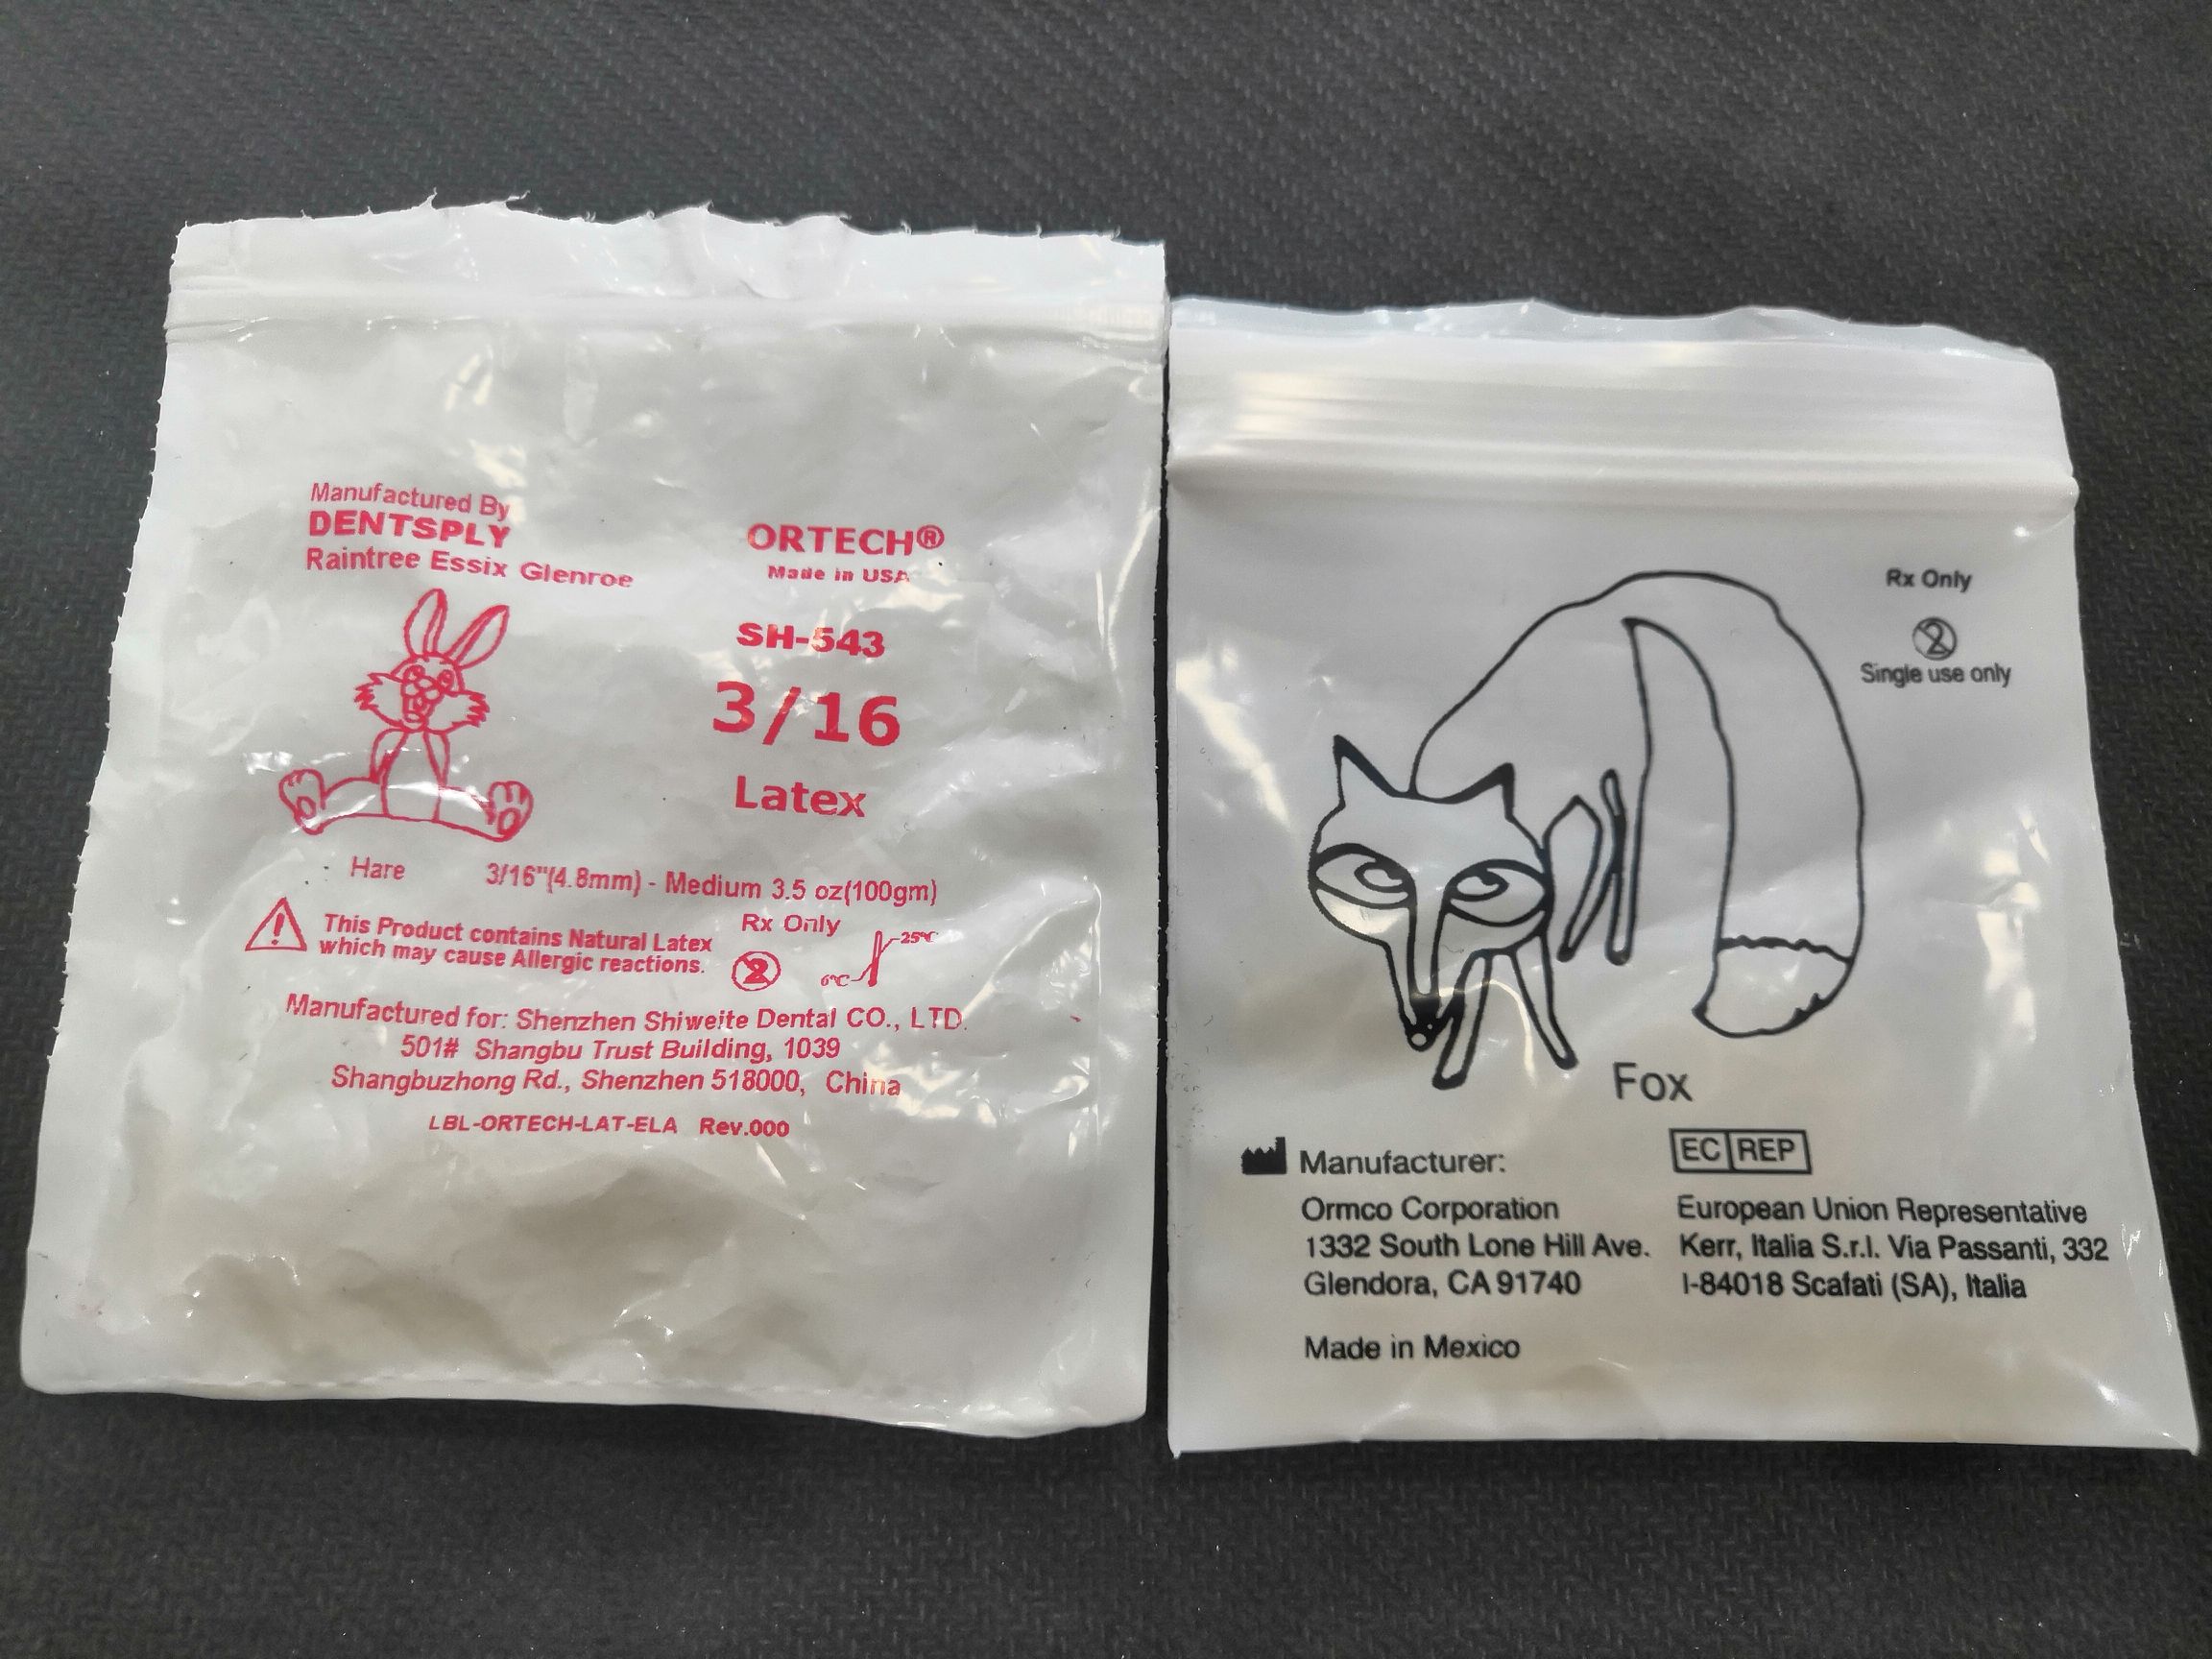 Manufactured By
DENTSPLY
Raintree Essix Glenroe
ORTECH®
Made in USA
SH-543
3/16
Latex
Hare
3/16"(4.8mm) - Medium 3.5 oz(100gm)
This Product contains Natural Latex
which may cause Allergic reactions.
Rx Only
2
25℃
6℃
Manufactured for: Shenzhen Shiweite Dental CO., LTD.
501# Shangbu Trust Building, 1039
Shangbuzhong Rd., Shenzhen 518000, China
LBL-ORTECH-LAT-ELA Rev.000
Rx Only
2
Single use only
Fox
Manufacturer:
Ormco Corporation
1332 South Lone Hill Ave.
Glendora, CA 91740
Made in Mexico
EC REP
European Union Representative
Kerr, Italia S.r.l. Via Passanti, 332
I-84018 Scafati (SA), Italia